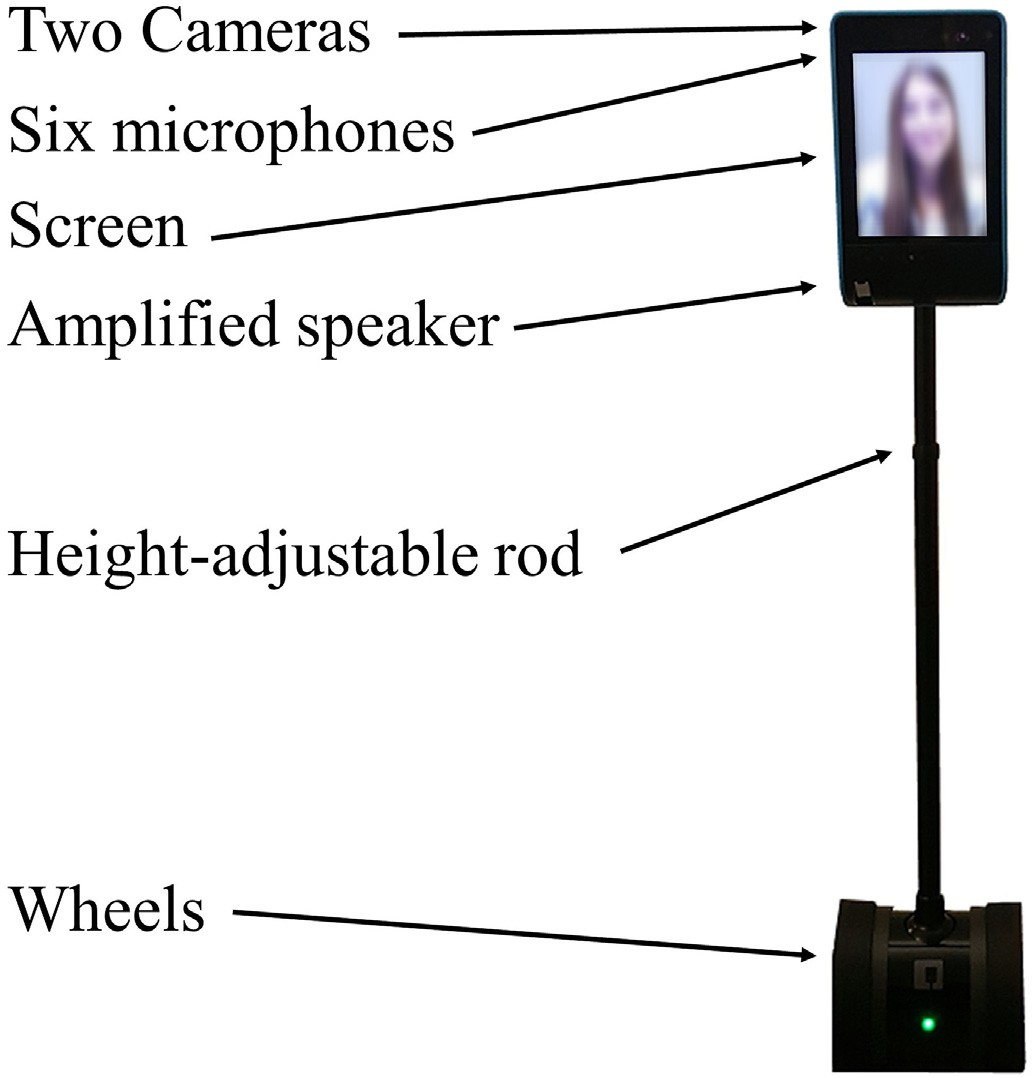 Two Cameras
Six microphones
Screen
Amplified speaker
Height-adjustable rod
Wheels